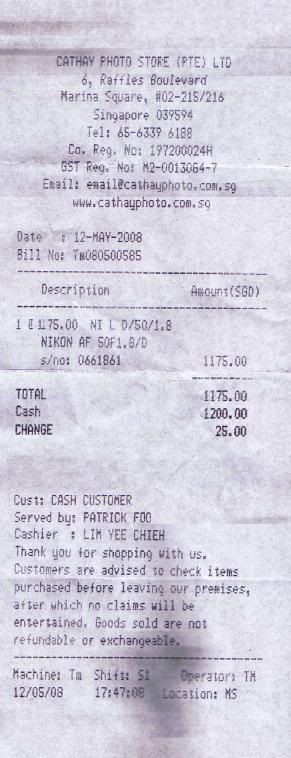 CATHAY PHOTO STORE (PTE) LTD
6, Raffles Boulevard
Marina Square, #02-215/216
Singapore 039594
Tel: 65-6339 6188
Co. Reg. No: 197200024H
GST Reg. No: M2-0013064-7
Email: email@cathayphoto.com.sg
www.cathayphoto.com.sg
Date : 12-MAY-2008
Bill No: Tm080500585
Description Amount(SGD)
1 @1175.00 NI L D/50/1.8
NIKON AF 50F1.8/D
s/no: 0661861 1175.00
TOTAL 1175.00
Cash 1200.00
CHANGE 25.00
Cust: CASH CUSTOMER
Served by: PATRICK FOO
Cashier : LIM YEE CHIEH
Thank you for shopping with us.
Customers are advised to check items
purchased before leaving our premises,
after which no claims will be
entertained. Goods sold are not
refundable or exchangeable.
Machine: Tm Shift: S1 Operator: TM
12/05/08 17:47:08 Location: MS